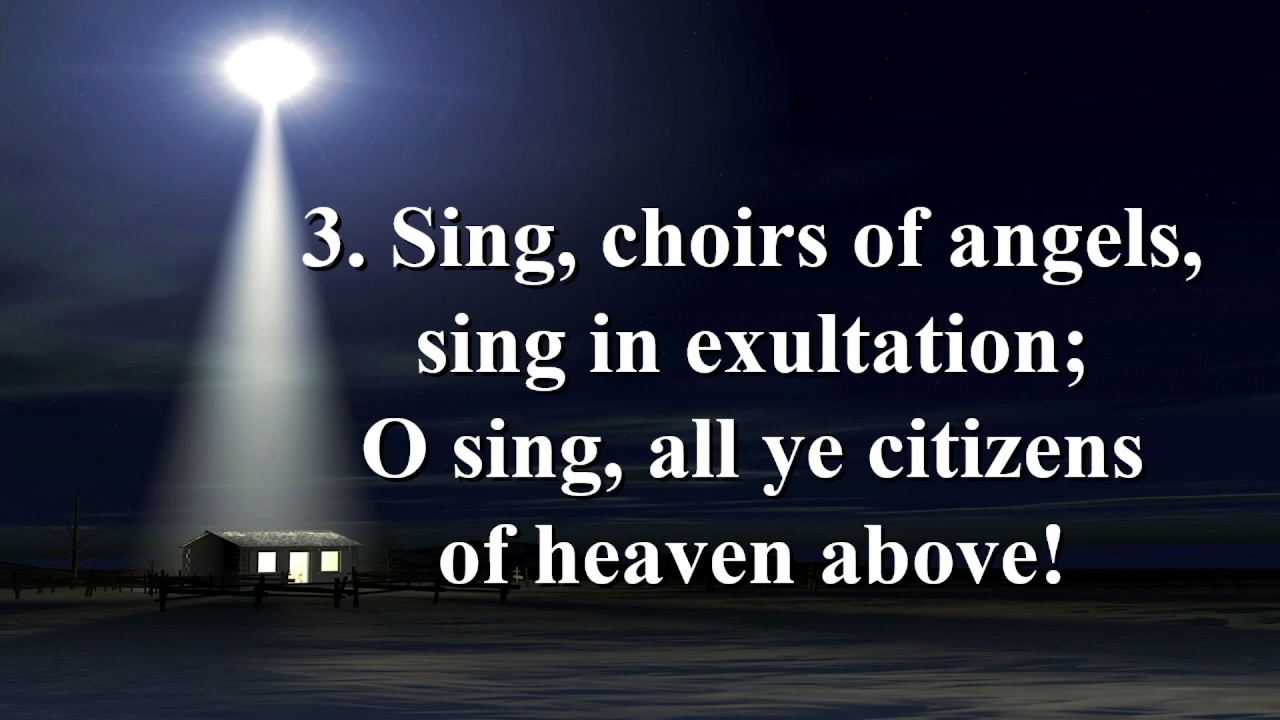 3. Sing, choirs of angels,
sing in exultation;
O sing, all ye citizens
of heaven above!